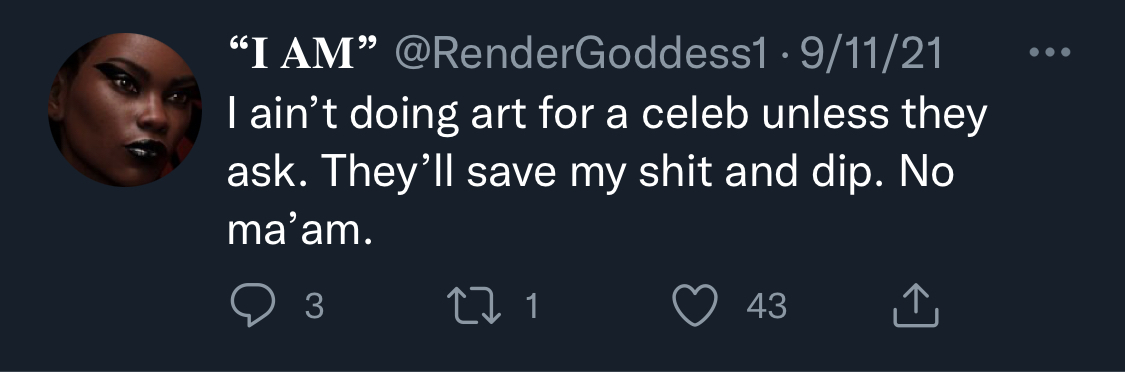 “I AM” @RenderGoddess1 · 9/11/21
I ain’t doing art for a celeb unless they
ask. They’ll save my shit and dip. No
ma’am.
3 1 43